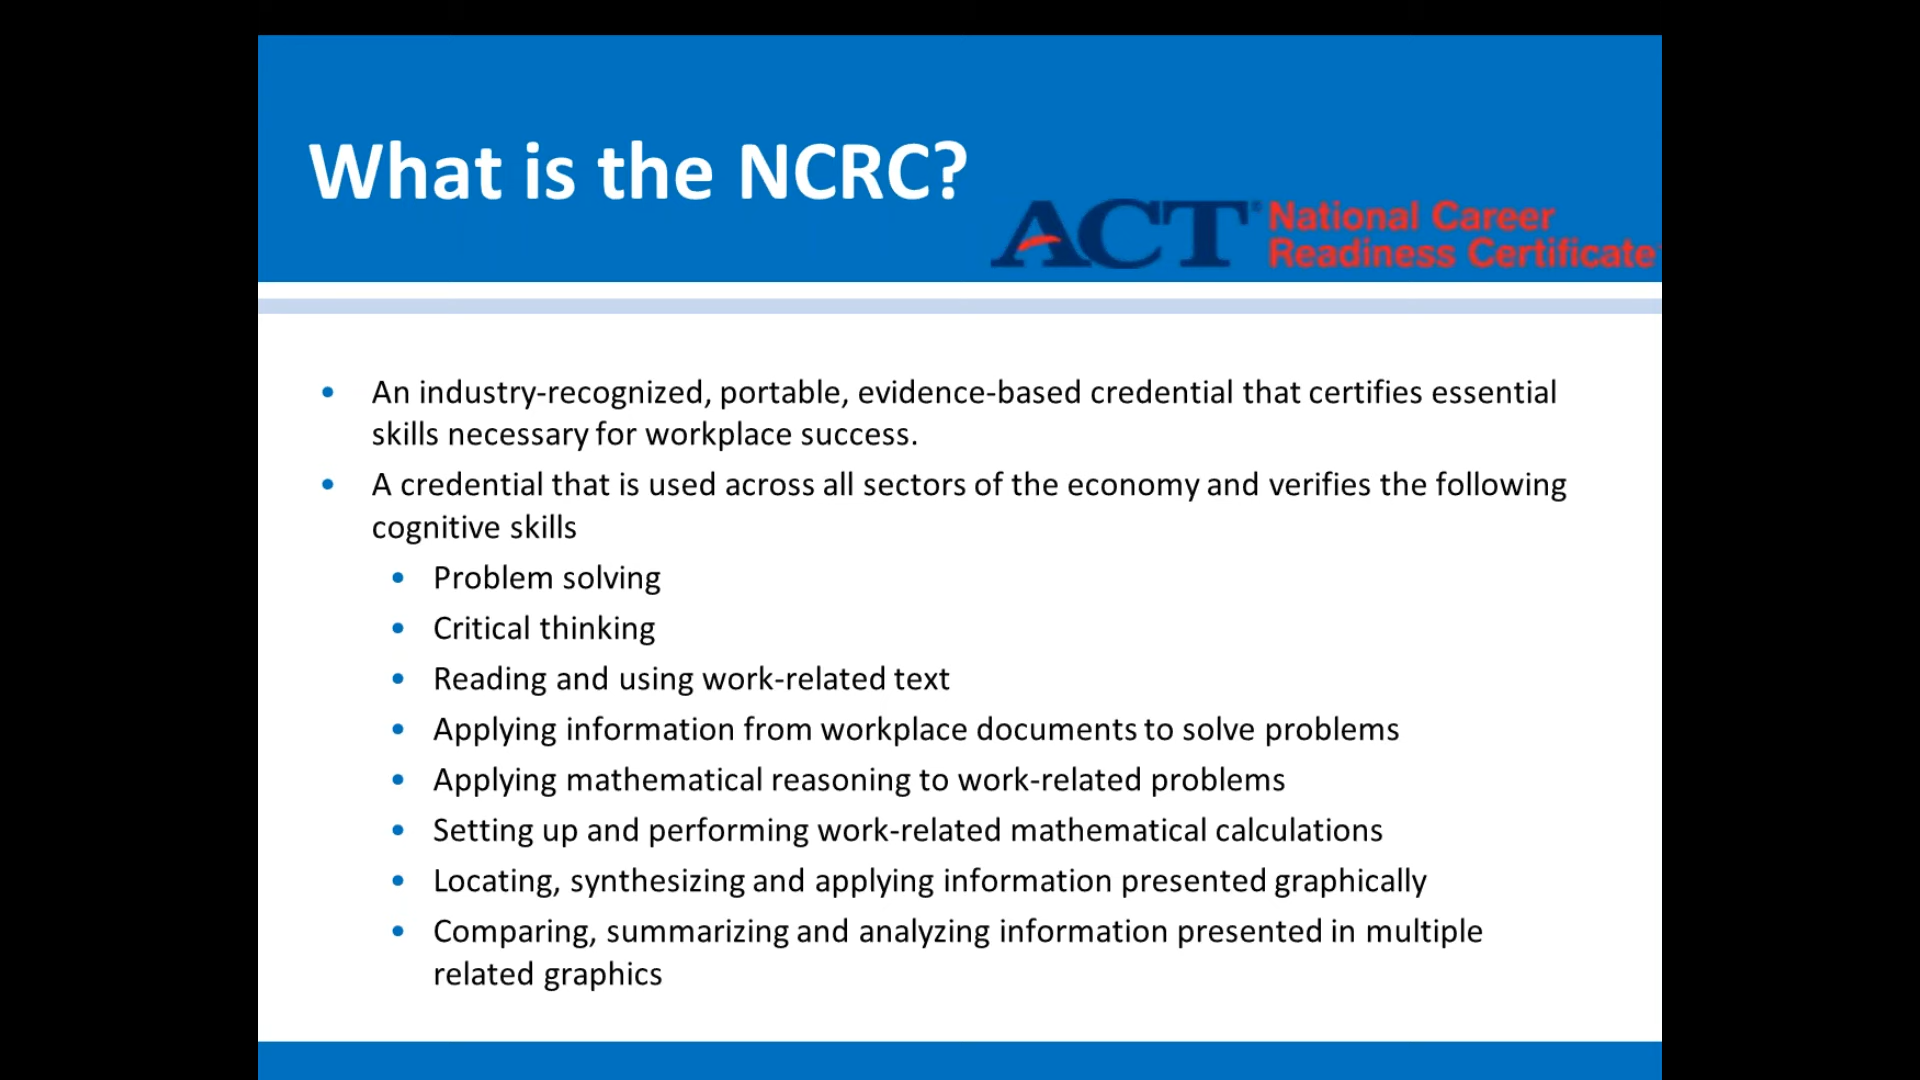 What is the NCRC?
ACT® National Career
Readiness Certificate
• An industry-recognized, portable, evidence-based credential that certifies essential
skills necessary for workplace success.
• A credential that is used across all sectors of the economy and verifies the following
cognitive skills
• Problem solving
• Critical thinking
• Reading and using work-related text
• Applying information from workplace documents to solve problems
• Applying mathematical reasoning to work-related problems
• Setting up and performing work-related mathematical calculations
• Locating, synthesizing and applying information presented graphically
• Comparing, summarizing and analyzing information presented in multiple
related graphics